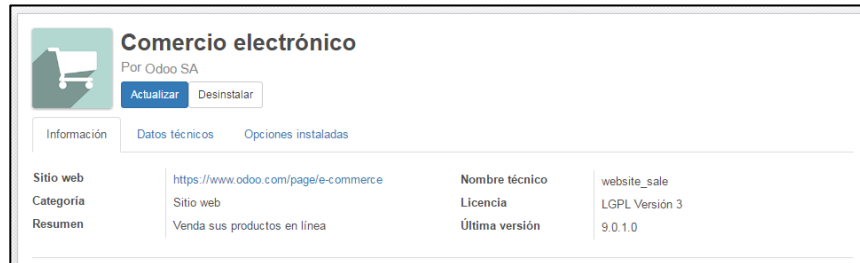 Comercio electrónico
Por Odoo SA
Actualizar Desinstalar
Información Datos técnicos Opciones instaladas
Sitio web https://www.odoo.com/page/e-commerce Nombre técnico website_sale
Categoría Sitio web Licencia LGPL Versión 3
Resumen Venda sus productos en línea Última versión 9.0.1.0